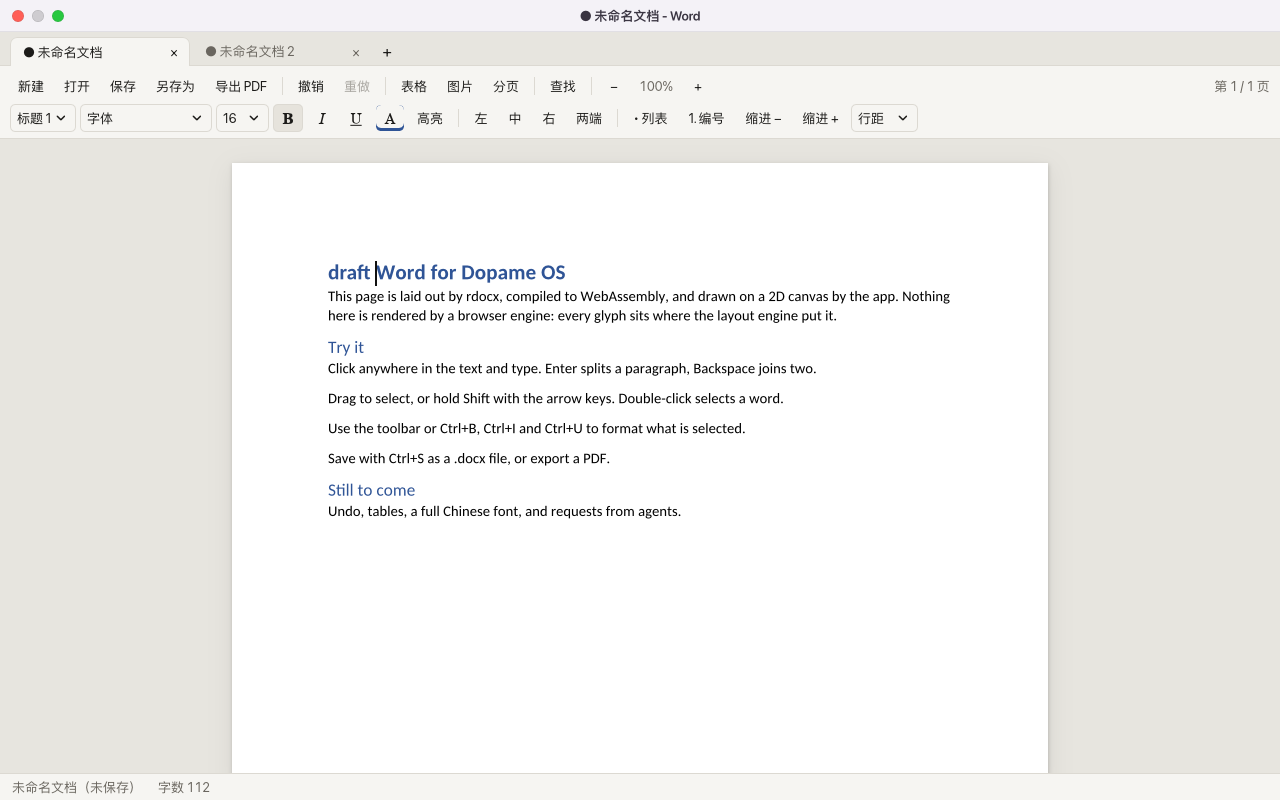 未命名文档 - Word
未命名文档 ×
未命名文档 2 ×
+
新建 打开 保存 另存为 导出 PDF 撤销 重做 表格 图片 分页 查找 − 100% + 第 1 / 1 页
标题 1 字体 16 B I U A 高亮 左 中 右 两端 • 列表 1. 编号 缩进 − 缩进 + 行距
draft Word for Dopame OS
This page is laid out by rdocx, compiled to WebAssembly, and drawn on a 2D canvas by the app. Nothing
here is rendered by a browser engine: every glyph sits where the layout engine put it.
Try it
Click anywhere in the text and type. Enter splits a paragraph, Backspace joins two.
Drag to select, or hold Shift with the arrow keys. Double-click selects a word.
Use the toolbar or Ctrl+B, Ctrl+I and Ctrl+U to format what is selected.
Save with Ctrl+S as a .docx file, or export a PDF.
Still to come
Undo, tables, a full Chinese font, and requests from agents.
未命名文档（未保存） 字数 112